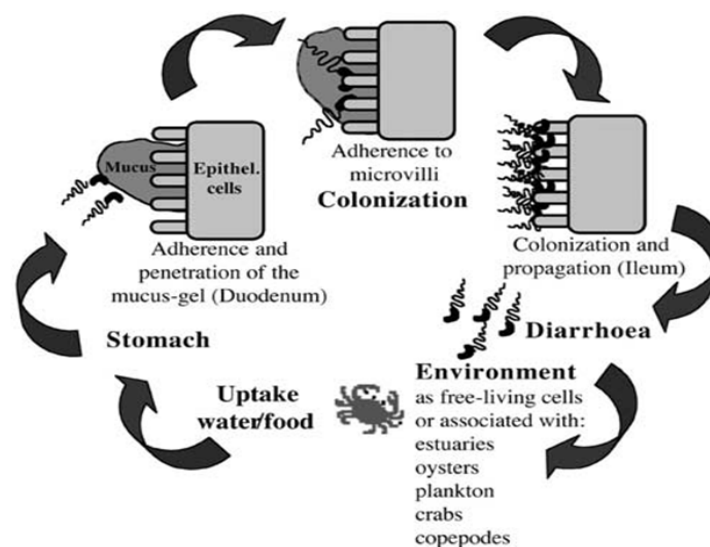 Adherence to
microvilli
Colonization
Mucus
Epithel.
cells
Adherence and
penetration of the
mucus-gel (Duodenum)
Colonization and
propagation (Ileum)
Stomach
Diarrhoea
Uptake
water/food
Environment
as free-living cells
or associated with:
estuaries
oysters
plankton
crabs
copepodes